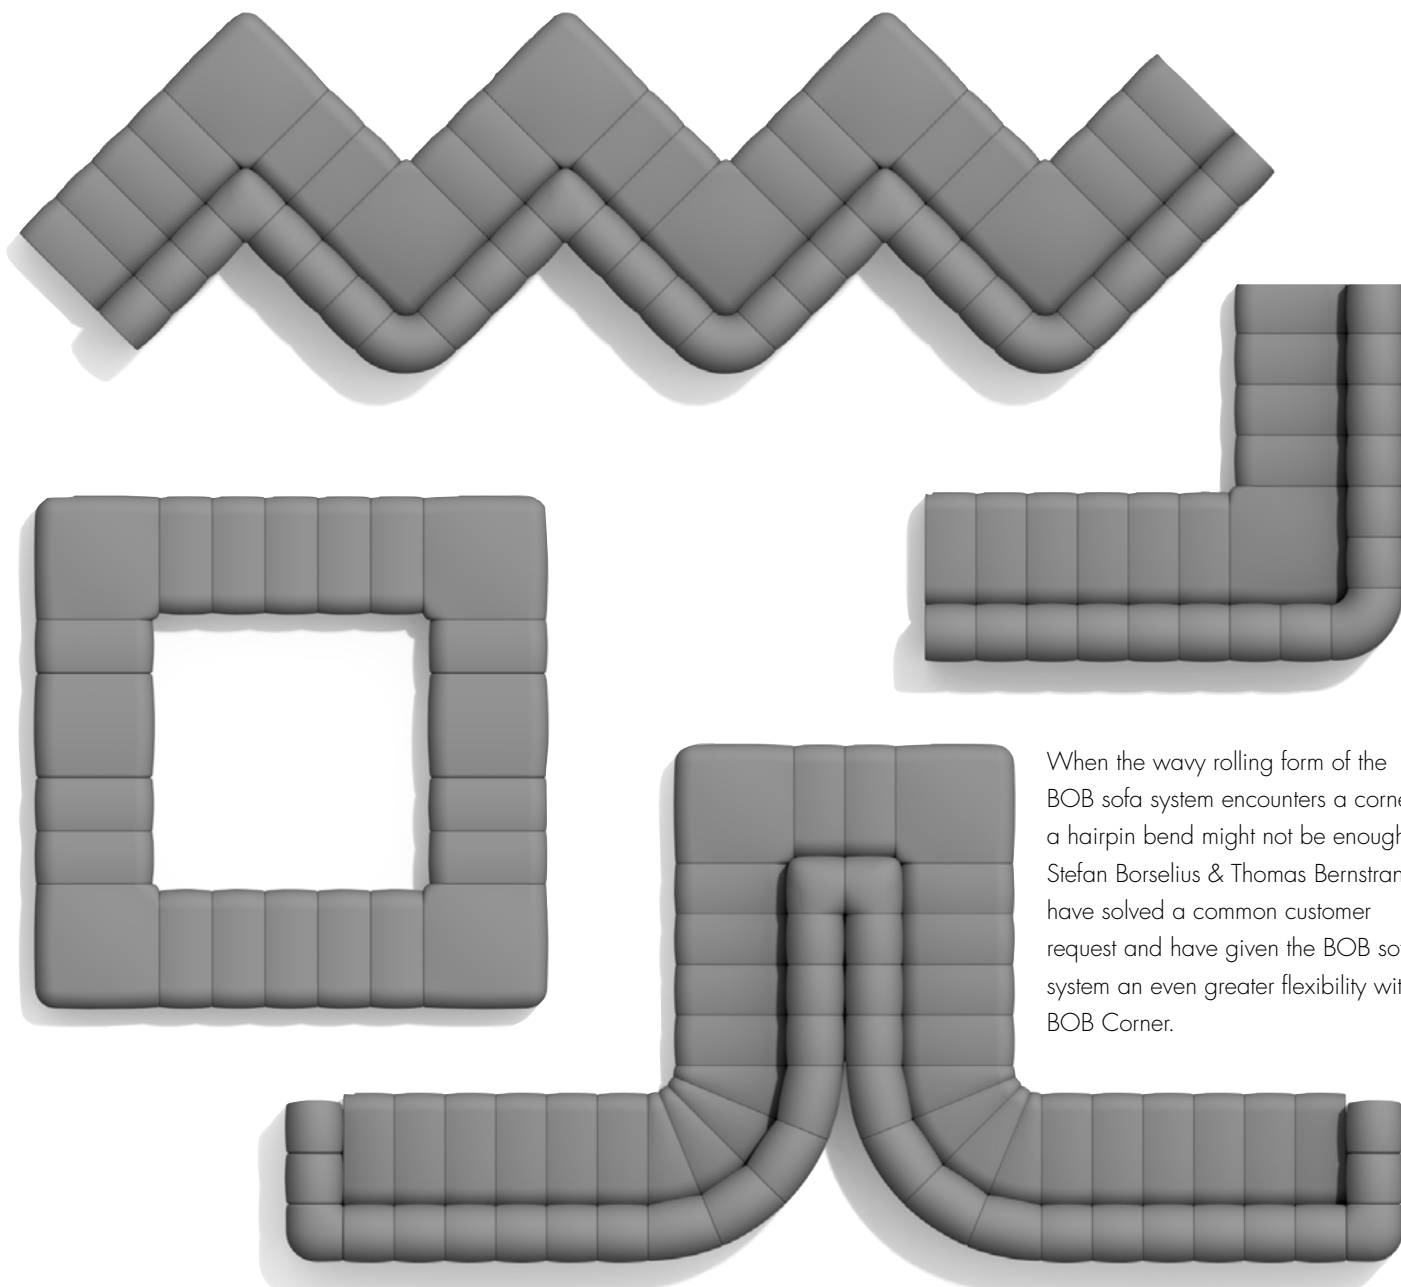 When the wavy rolling form of the
BOB sofa system encounters a corne
a hairpin bend might not be enough
Stefan Borselius & Thomas Bernstran
have solved a common customer
request and have given the BOB so
system an even greater flexibility wit
BOB Corner.